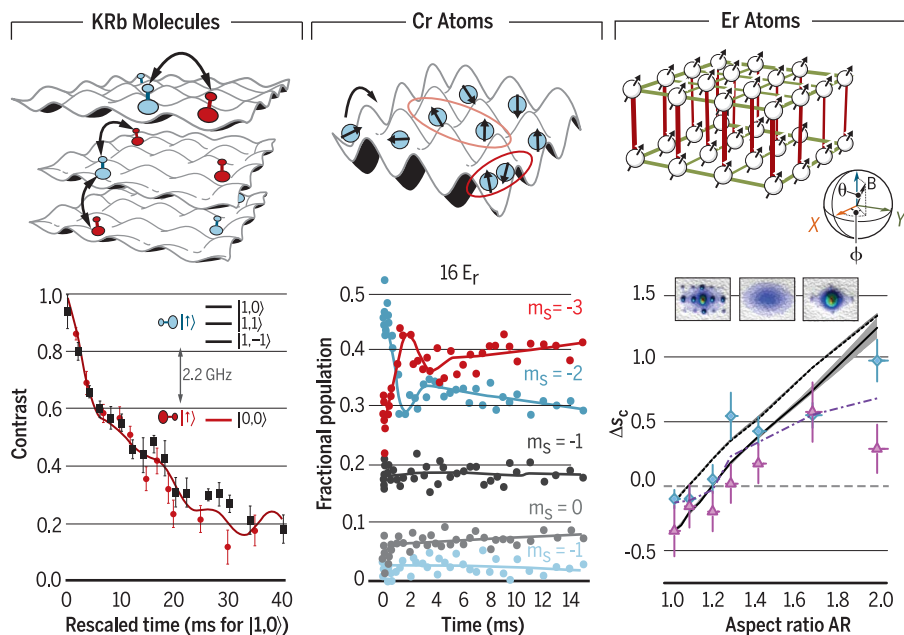 KRb Molecules
Cr Atoms
Er Atoms
θ
B
X
Y
ϕ
Contrast
1.0
0.8
0.6
0.4
0.2
0.0
|↑⟩
|1,0⟩
|1,1⟩
|1,−1⟩
2.2 GHz
|↑⟩
|0,0⟩
0
10
20
30
40
Rescaled time (ms for |1,0⟩)
16 Er
Fractional population
0.5
0.4
0.3
0.2
0.1
0
mS = -3
mS = -2
mS = -1
mS = 0
mS = -1
0
2
4
6
8
10
12
14
Time (ms)
Δsc
1.5
1.0
0.5
0.0
-0.5
1.0
1.2
1.4
1.6
1.8
2.0
Aspect ratio AR